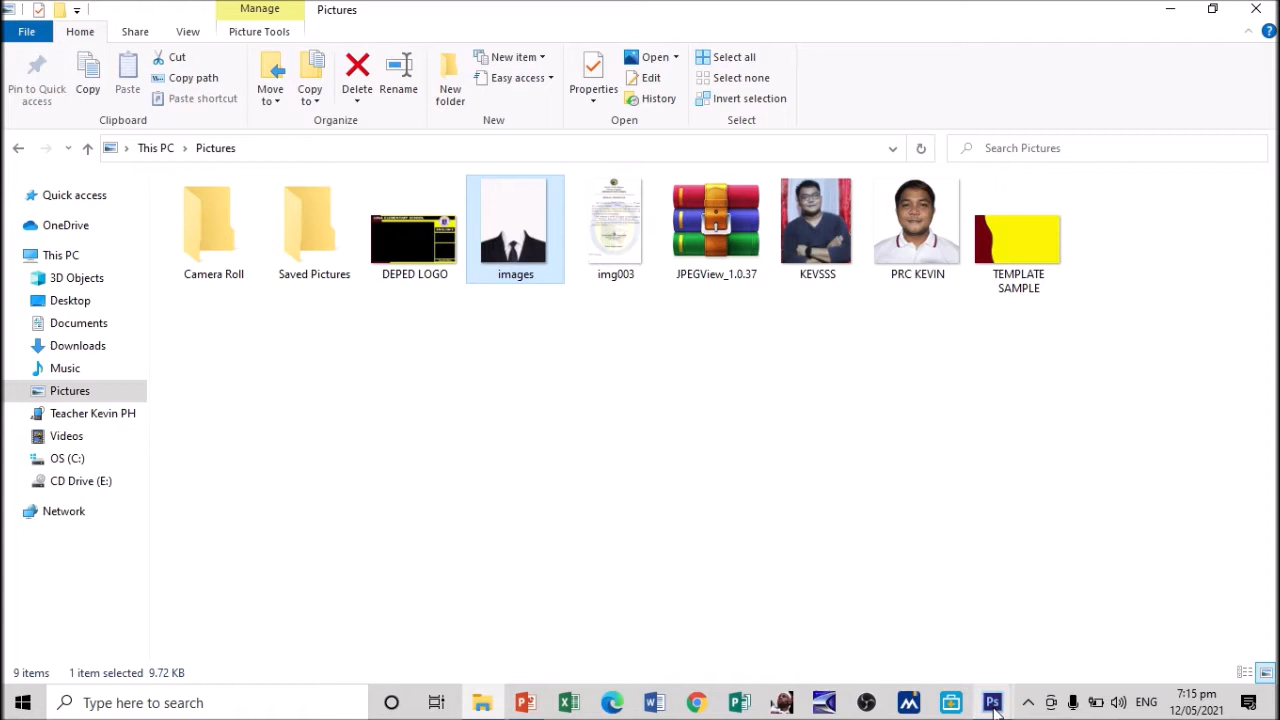 Manage
Pictures
File
Home
Share
View
Picture Tools
Pin to Quick access
Copy
Paste
Cut
Copy path
Paste shortcut
Clipboard
Move to
Copy to
Delete
Rename
Organize
New folder
New item
Easy access
New
Properties
Open
Edit
History
Open
Select all
Select none
Invert selection
Select
This PC
Pictures
Search Pictures
Quick access
OneDrive
This PC
3D Objects
Desktop
Documents
Downloads
Music
Pictures
Teacher Kevin PH
Videos
OS (C:)
CD Drive (E:)
Network
Camera Roll
Saved Pictures
DEPED LOGO
images
img003
JPEGView_1.0.37
KEVSSS
PRC KEVIN
TEMPLATE
SAMPLE
9 items
1 item selected 9.72 KB
Type here to search
Ps
ENG
7:15 pm
12/05/2021